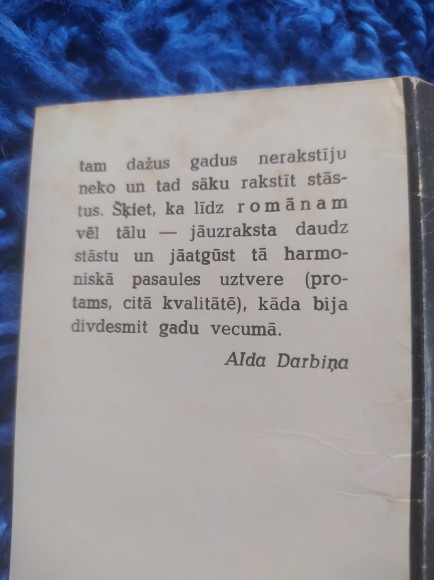 tam dažus gadus nerakstīju
neko un tad sāku rakstīt stās-
tus. Šķiet, ka līdz romānam
vēl tālu — jāuzraksta daudz
stāstu un jāatgūst tā harmo-
niskā pasaules uztvere (pro-
tams, citā kvalitātē), kāda bija
divdesmit gadu vecumā.
Alda Darbiņa